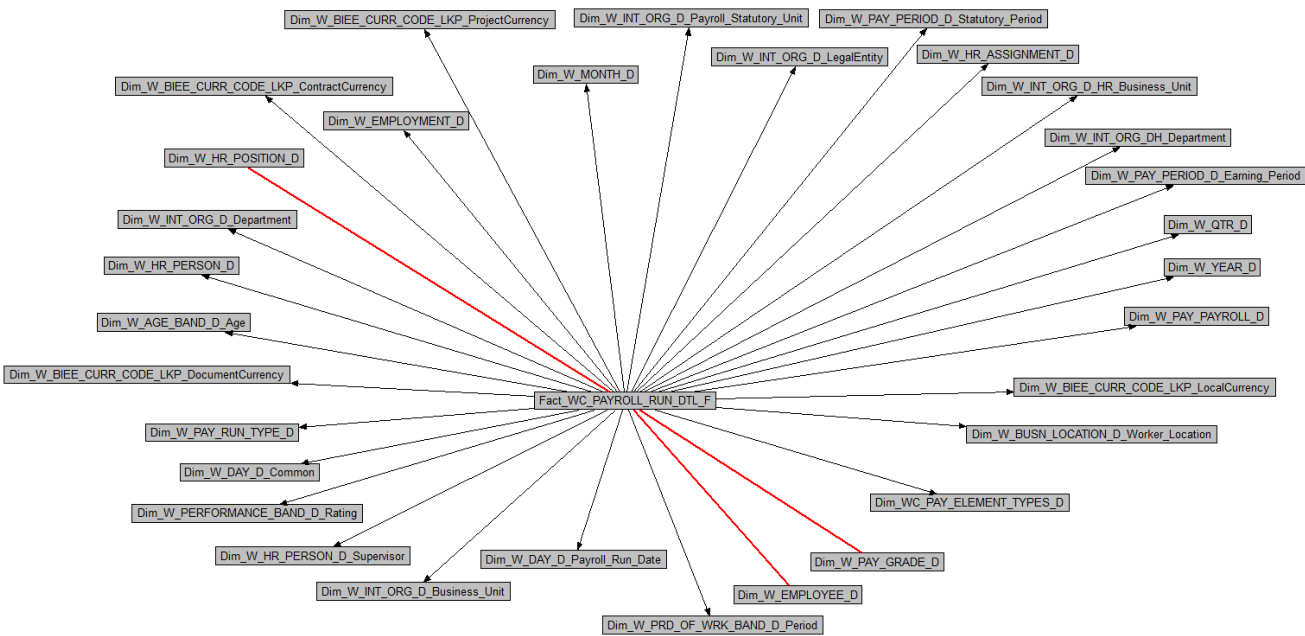 Dim_W_BIEE_CURR_CODE_LKP_ProjectCurrency
Dim_W_INT_ORG_D_Payroll_Statutory_Unit
Dim_W_PAY_PERIOD_D_Statutory_Period
Dim_W_HR_ASSIGNMENT_D
Dim_W_INT_ORG_D_LegalEntity
Dim_W_MONTH_D
Dim_W_BIEE_CURR_CODE_LKP_ContractCurrency
Dim_W_INT_ORG_D_HR_Business_Unit
Dim_W_EMPLOYMENT_D
Dim_W_INT_ORG_DH_Department
Dim_W_HR_POSITION_D
Dim_W_PAY_PERIOD_D_Earning_Period
Dim_W_INT_ORG_D_Department
Dim_W_QTR_D
Dim_W_HR_PERSON_D
Dim_W_YEAR_D
Dim_W_AGE_BAND_D_Age
Dim_W_PAY_PAYROLL_D
Dim_W_BIEE_CURR_CODE_LKP_DocumentCurrency
Dim_W_BIEE_CURR_CODE_LKP_LocalCurrency
Fact_WC_PAYROLL_RUN_DTL_F
Dim_W_PAY_RUN_TYPE_D
Dim_W_BUSN_LOCATION_D_Worker_Location
Dim_W_DAY_D_Common
Dim_WC_PAY_ELEMENT_TYPES_D
Dim_W_PERFORMANCE_BAND_D_Rating
Dim_W_HR_PERSON_D_Supervisor
Dim_W_DAY_D_Payroll_Run_Date
Dim_W_PAY_GRADE_D
Dim_W_INT_ORG_D_Business_Unit
Dim_W_EMPLOYEE_D
Dim_W_PRD_OF_WRK_BAND_D_Period